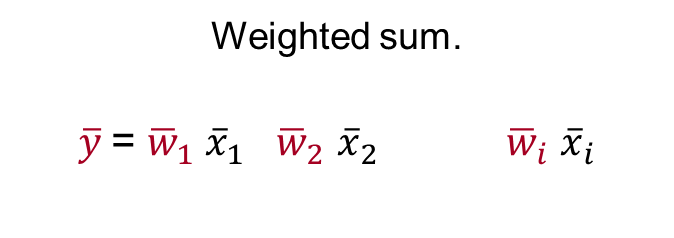 Weighted sum.
y̅ = w̅₁ x̅₁ w̅₂ x̅₂ w̅ᵢ x̅ᵢ